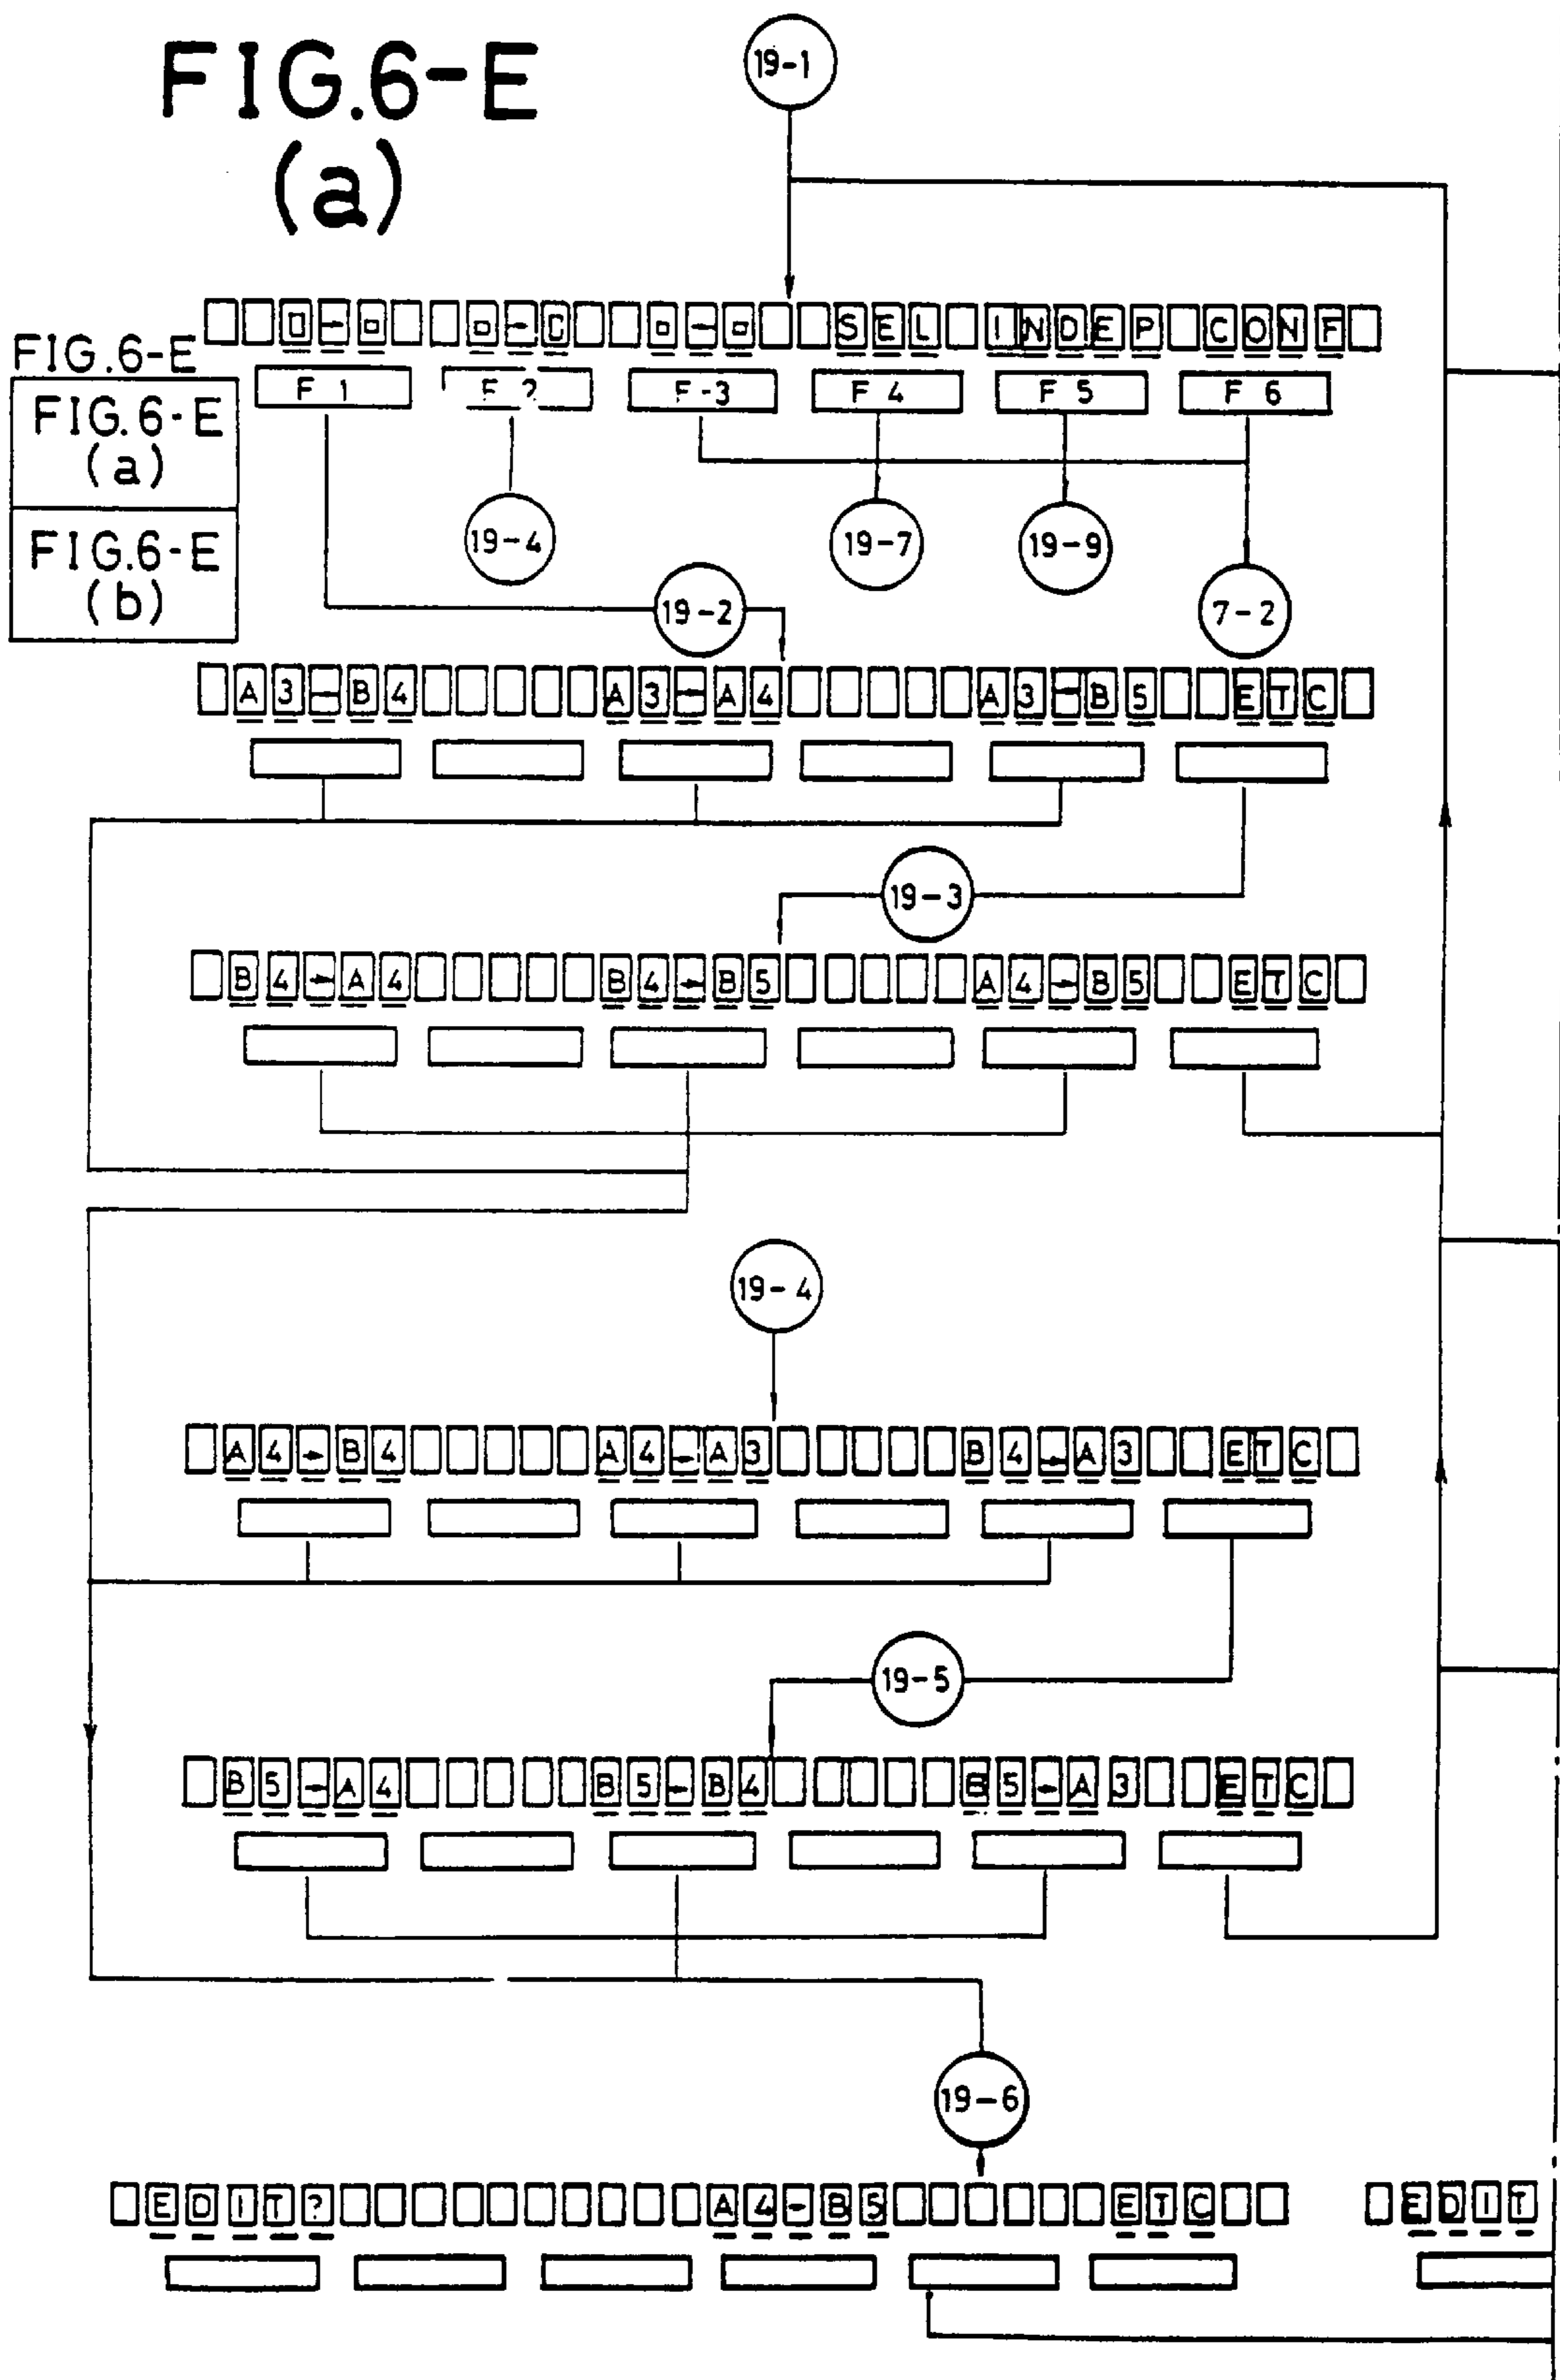 FIG.6-E
(a)
19-1
□→□ □→□ □→□ SEL INDEP CONF
FIG.6-E
FIG.6-E
(a)
FIG.6-E
(b)
F 1 F 2 F-3 F 4 F 5 F 6
19-4 19-7 19-9
19-2 7-2
A3→B4 A3→A4 A3→B5 ETC
19-3
B4→A4 B4→B5 A4→B5 ETC
19-4
A4→B4 A4→A3 B4→A3 ETC
19-5
B5→A4 B5→B4 B5→A3 ETC
19-6
EDIT? A4-B5 ETC EDIT